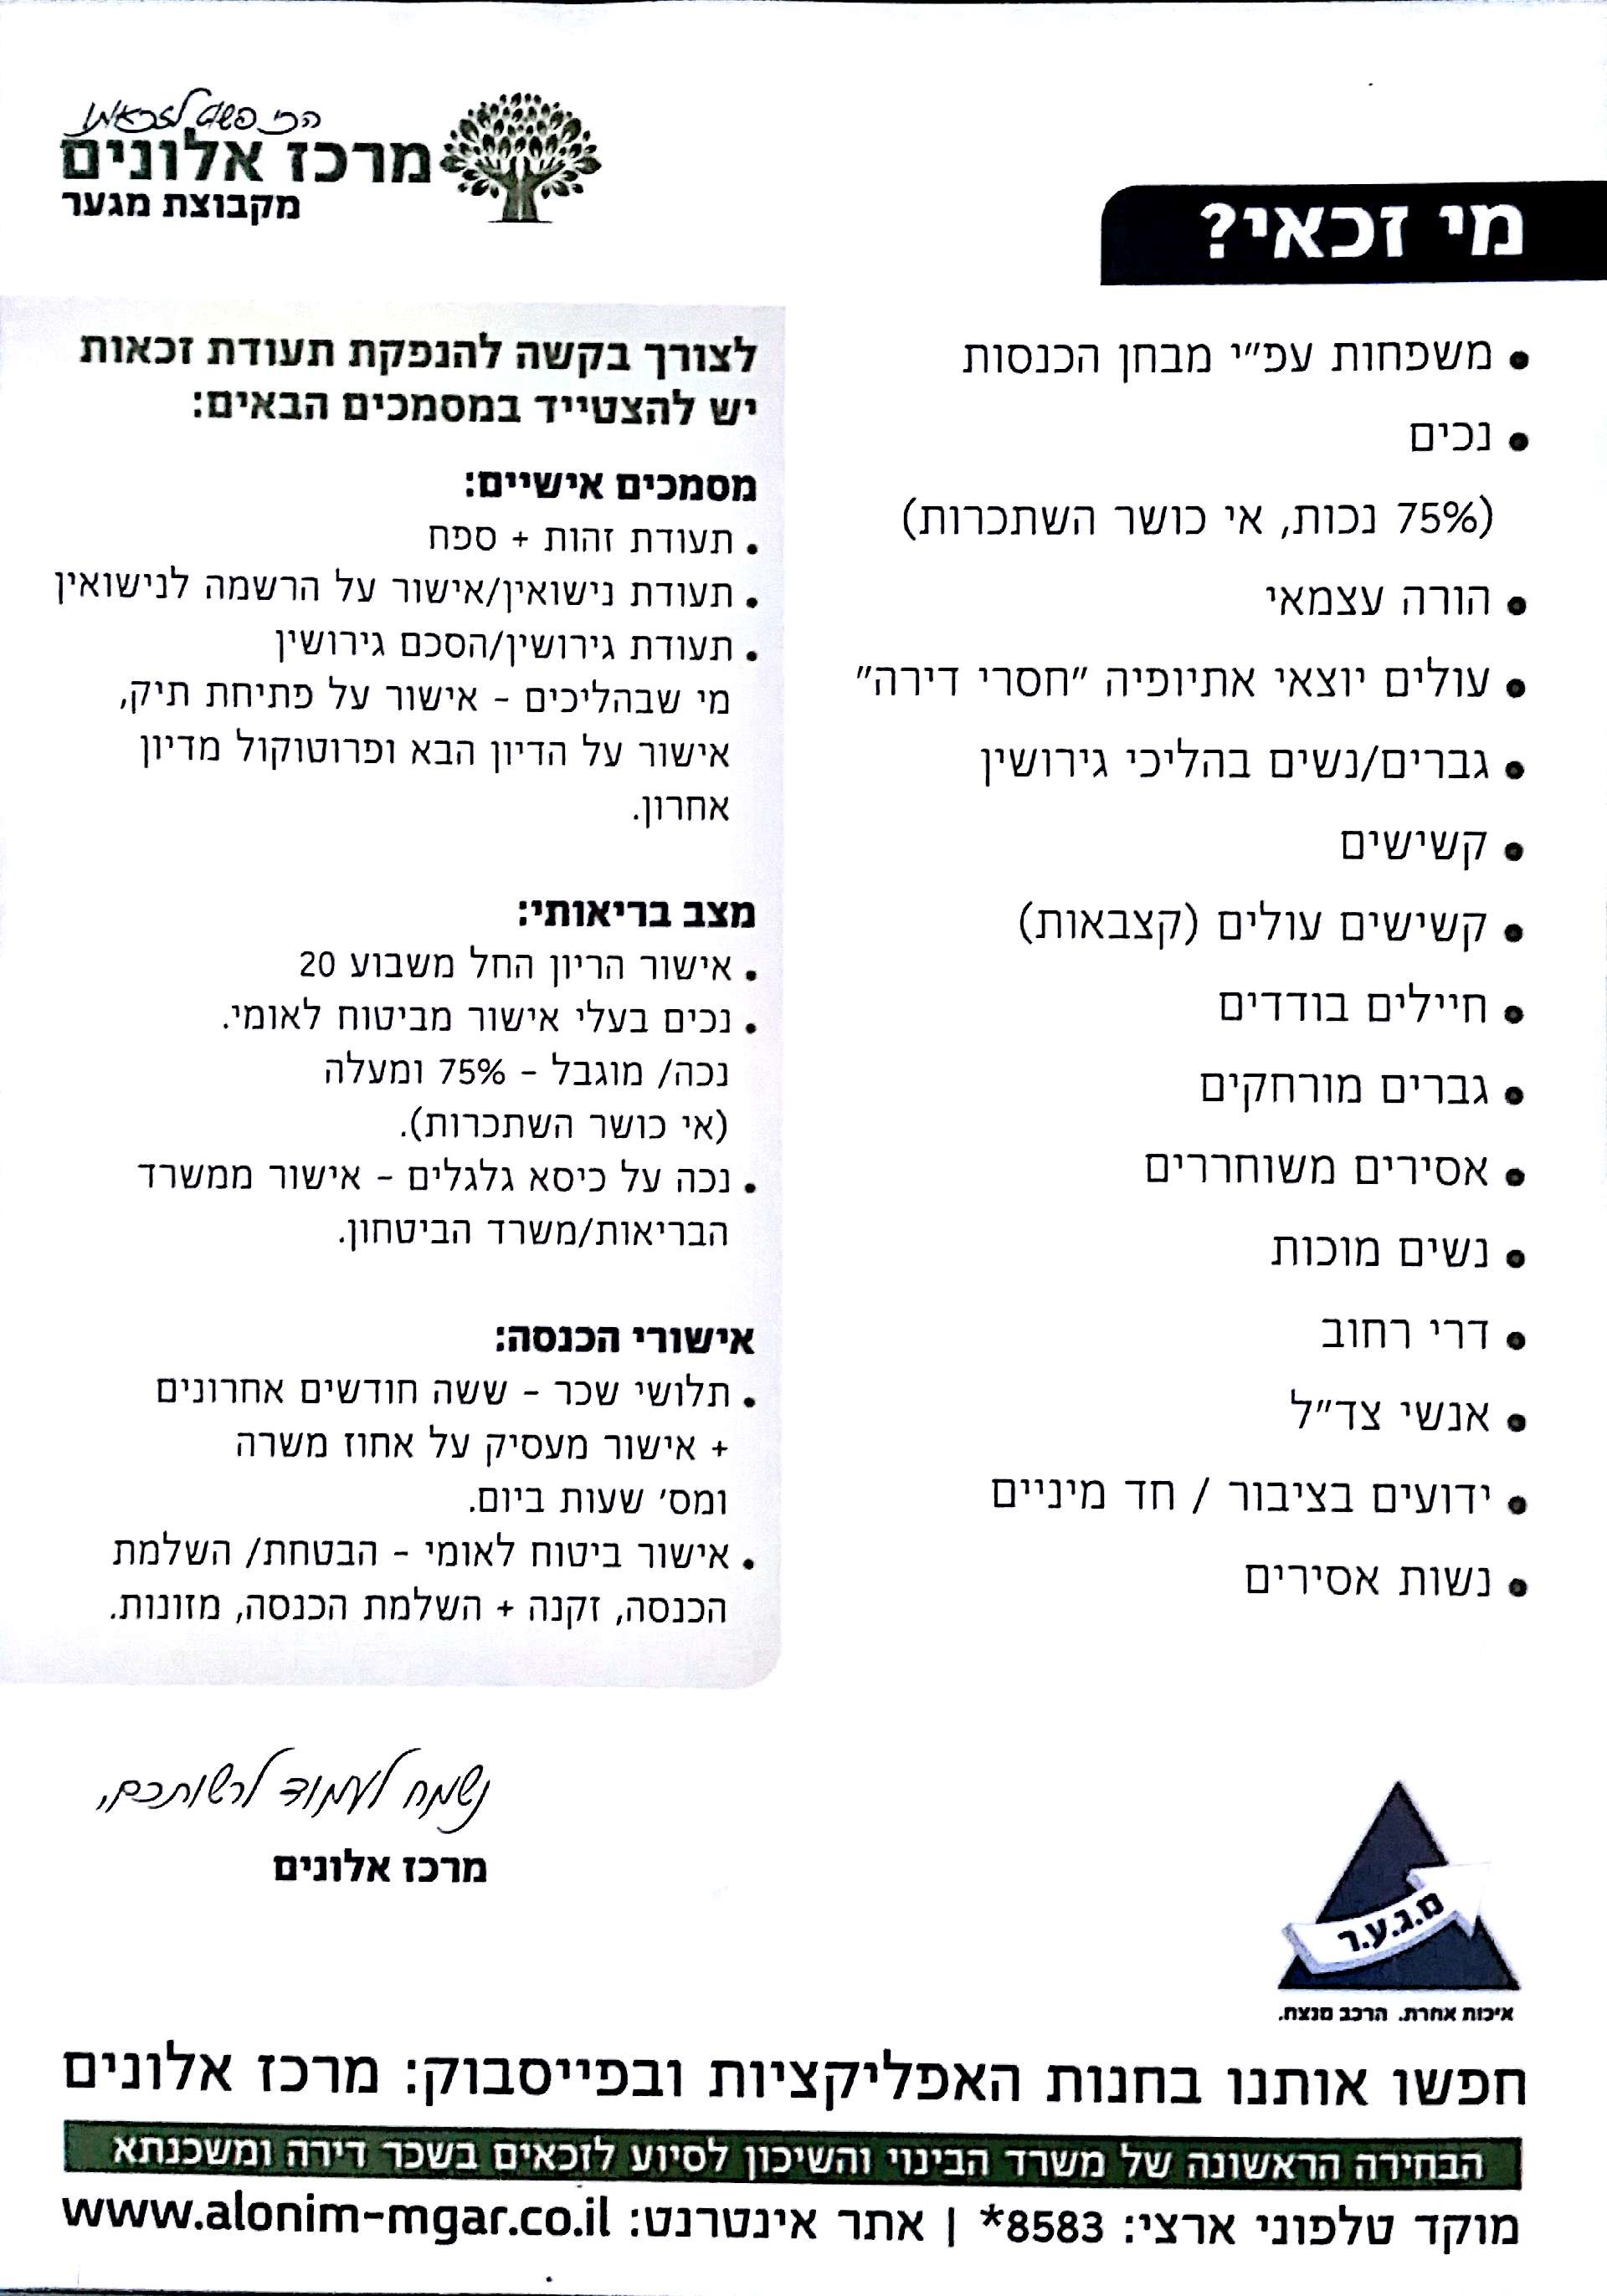 הכי פשוט לזכאותו
מרכז אלונים
מקבוצת מגער
מי זכאי?
• משפחות עפ״י מבחן הכנסות
• נכים
(75% נכות, אי כושר השתכרות)
• הורה עצמאי
• עולים יוצאי אתיופיה ״חסרי דירה״
• גברים/נשים בהליכי גירושין
• קשישים
• קשישים עולים (קצבאות)
• חיילים בודדים
• גברים מורחקים
• אסירים משוחררים
• נשים מוכות
• דרי רחוב
• אנשי צד״ל
• ידועים בציבור / חד מיניים
• נשות אסירים
לצורך בקשה להנפקת תעודת זכאות
יש להצטייד במסמכים הבאים:
מסמכים אישיים:
• תעודת זהות + ספח
• תעודת נישואין/אישור על הרשמה לנישואין
• תעודת גירושין/הסכם גירושין
מי שבהליכים - אישור על פתיחת תיק,
אישור על הדיון הבא ופרוטוקול מדיון
אחרון.
מצב בריאותי:
• אישור הריון החל משבוע 20
• נכים בעלי אישור מביטוח לאומי.
נכה/ מוגבל - 75% ומעלה
(אי כושר השתכרות).
• נכה על כיסא גלגלים - אישור ממשרד
הבריאות/משרד הביטחון.
אישורי הכנסה:
• תלושי שכר - ששה חודשים אחרונים
+ אישור מעסיק על אחוז משרה
ומס׳ שעות ביום.
• אישור ביטוח לאומי - הבטחת/ השלמת
הכנסה, זקנה + השלמת הכנסה, מזונות.
נשמח לעמוד לרשותכם,
מרכז אלונים
מ.ג.ע.ר
איכות אחרת. הרכב מנצח.
חפשו אותנו בחנות האפליקציות ובפייסבוק: מרכז אלונים
הבחירה הראשונה של משרד הבינוי והשיכון לסיוע לזכאים בשכר דירה ומשכנתא
מוקד טלפוני ארצי: 8583* | אתר אינטרנט: www.alonim-mgar.co.il